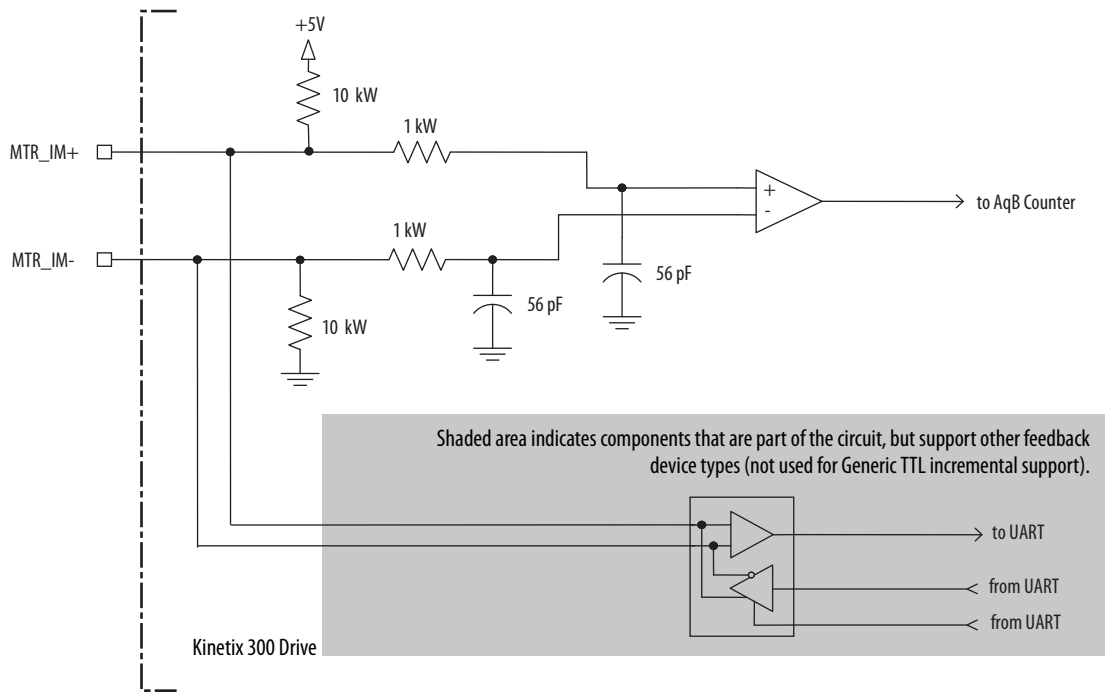 +5V
10 kW
1 kW
MTR_IM+
+
-
to AqB Counter
1 kW
MTR_IM-
56 pF
56 pF
10 kW
Shaded area indicates components that are part of the circuit, but support other feedback
device types (not used for Generic TTL incremental support).
to UART
from UART
from UART
Kinetix 300 Drive